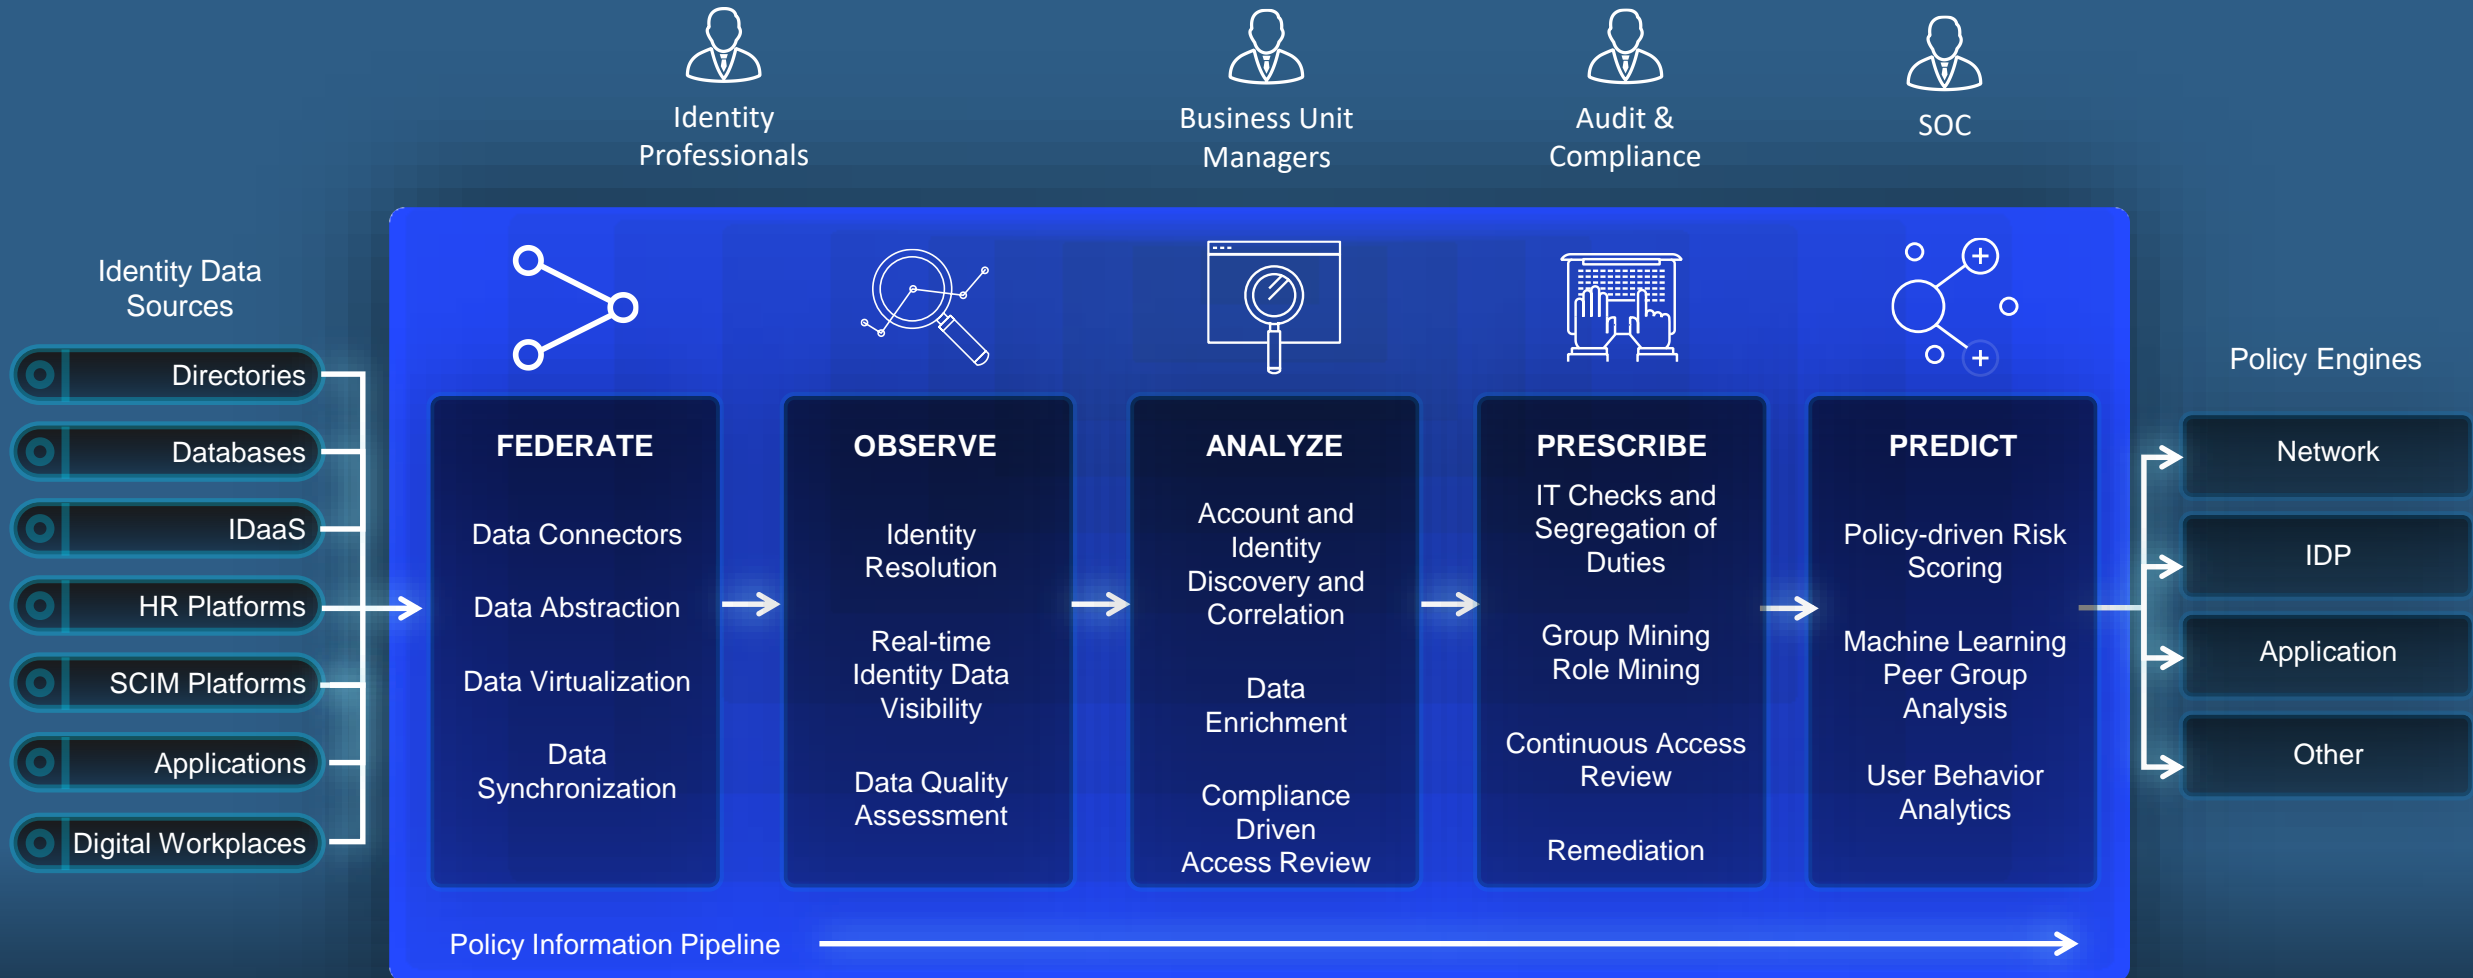 Identity
Professionals
Business Unit
Managers
Audit &
Compliance
SOC
Identity Data
Sources
Directories
Databases
IDaaS
HR Platforms
SCIM Platforms
Applications
Digital Workplaces
FEDERATE
Data Connectors
Data Abstraction
Data Virtualization
Data
Synchronization
OBSERVE
Identity
Resolution
Real-time
Identity Data
Visibility
Data Quality
Assessment
ANALYZE
Account and
Identity
Discovery and
Correlation
Data
Enrichment
Compliance
Driven
Access Review
PRESCRIBE
IT Checks and
Segregation of
Duties
Group Mining
Role Mining
Continuous Access
Review
Remediation
PREDICT
Policy-driven Risk
Scoring
Machine Learning
Peer Group
Analysis
User Behavior
Analytics
Policy Information Pipeline
Policy Engines
Network
IDP
Application
Other